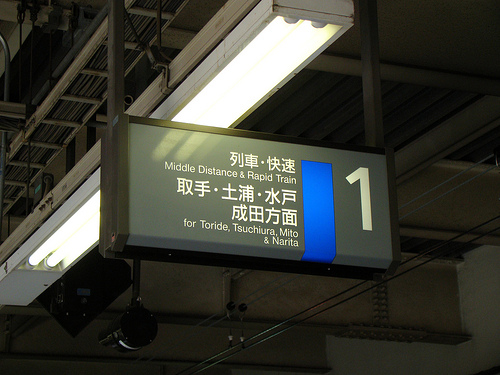 列車・快速
Middle Distance & Rapid Train
取手・土浦・水戸
成田方面
for Toride, Tsuchiura, Mito
& Narita
1